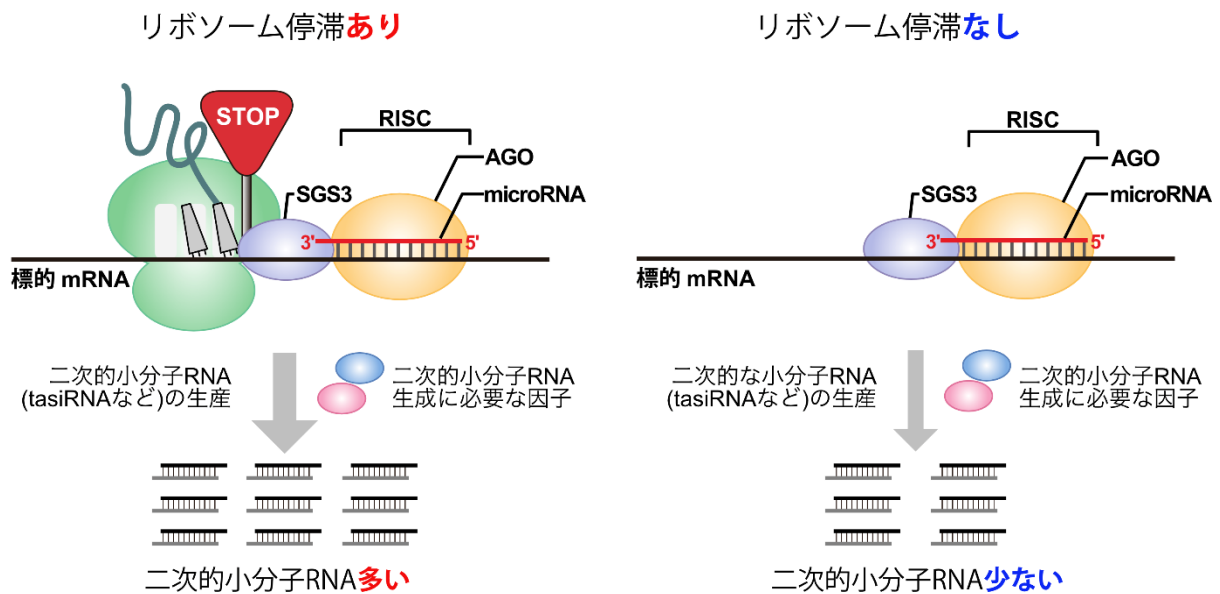 リボソーム停滞あり
STOP
RISC
AGO
SGS3
microRNA
3'
5'
標的 mRNA
二次的小分子RNA
(tasiRNAなど)の生産
二次的小分子RNA
生成に必要な因子
二次的小分子RNA多い
リボソーム停滞なし
RISC
AGO
SGS3
microRNA
3'
5'
標的 mRNA
二次的な小分子RNA
(tasiRNAなど)の生産
二次的小分子RNA
生成に必要な因子
二次的小分子RNA少ない